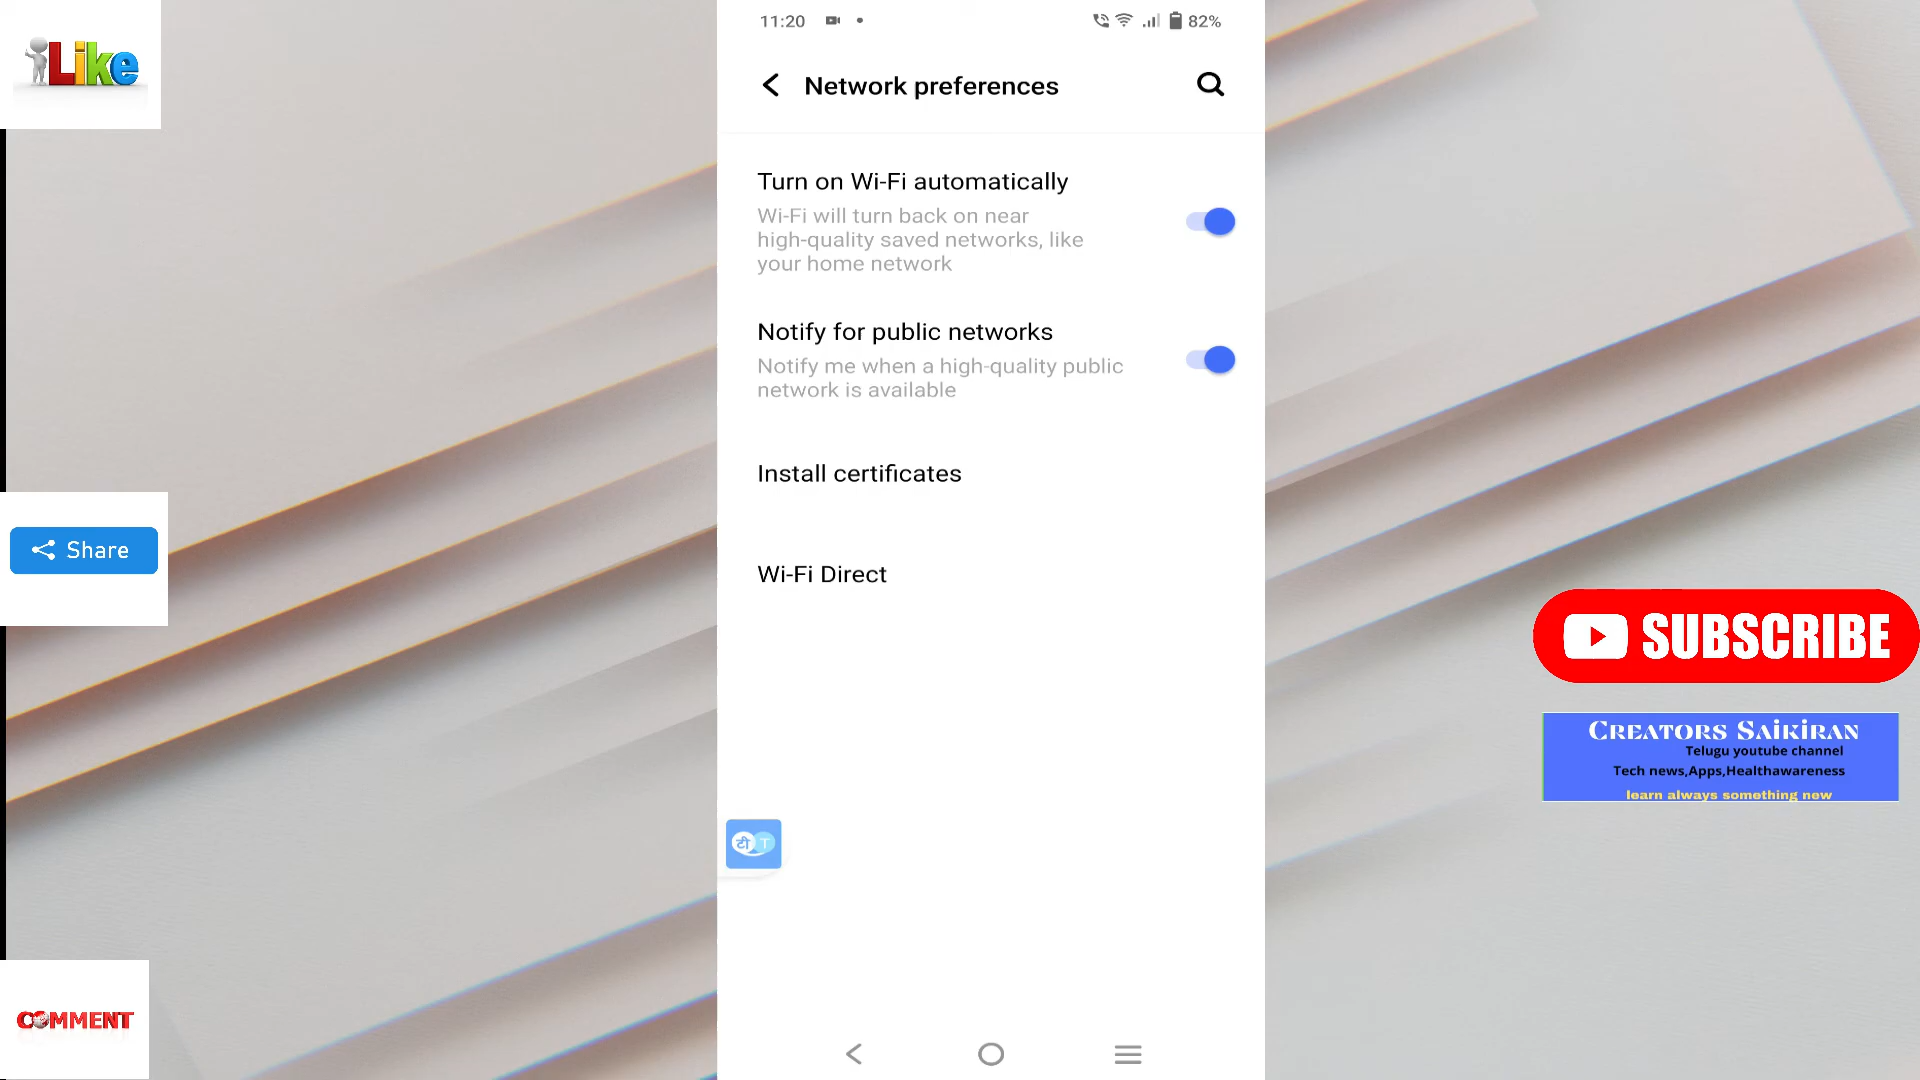 Like
11:20
82%
Network preferences
Turn on Wi-Fi automatically
Wi-Fi will turn back on near
high-quality saved networks, like
your home network
Notify for public networks
Notify me when a high-quality public
network is available
Install certificates
Share
Wi-Fi Direct
SUBSCRIBE
Creators Saikiran
Telugu youtube channel
Tech news,Apps,Healthawareness
learn always something new
टी T
COMMENT